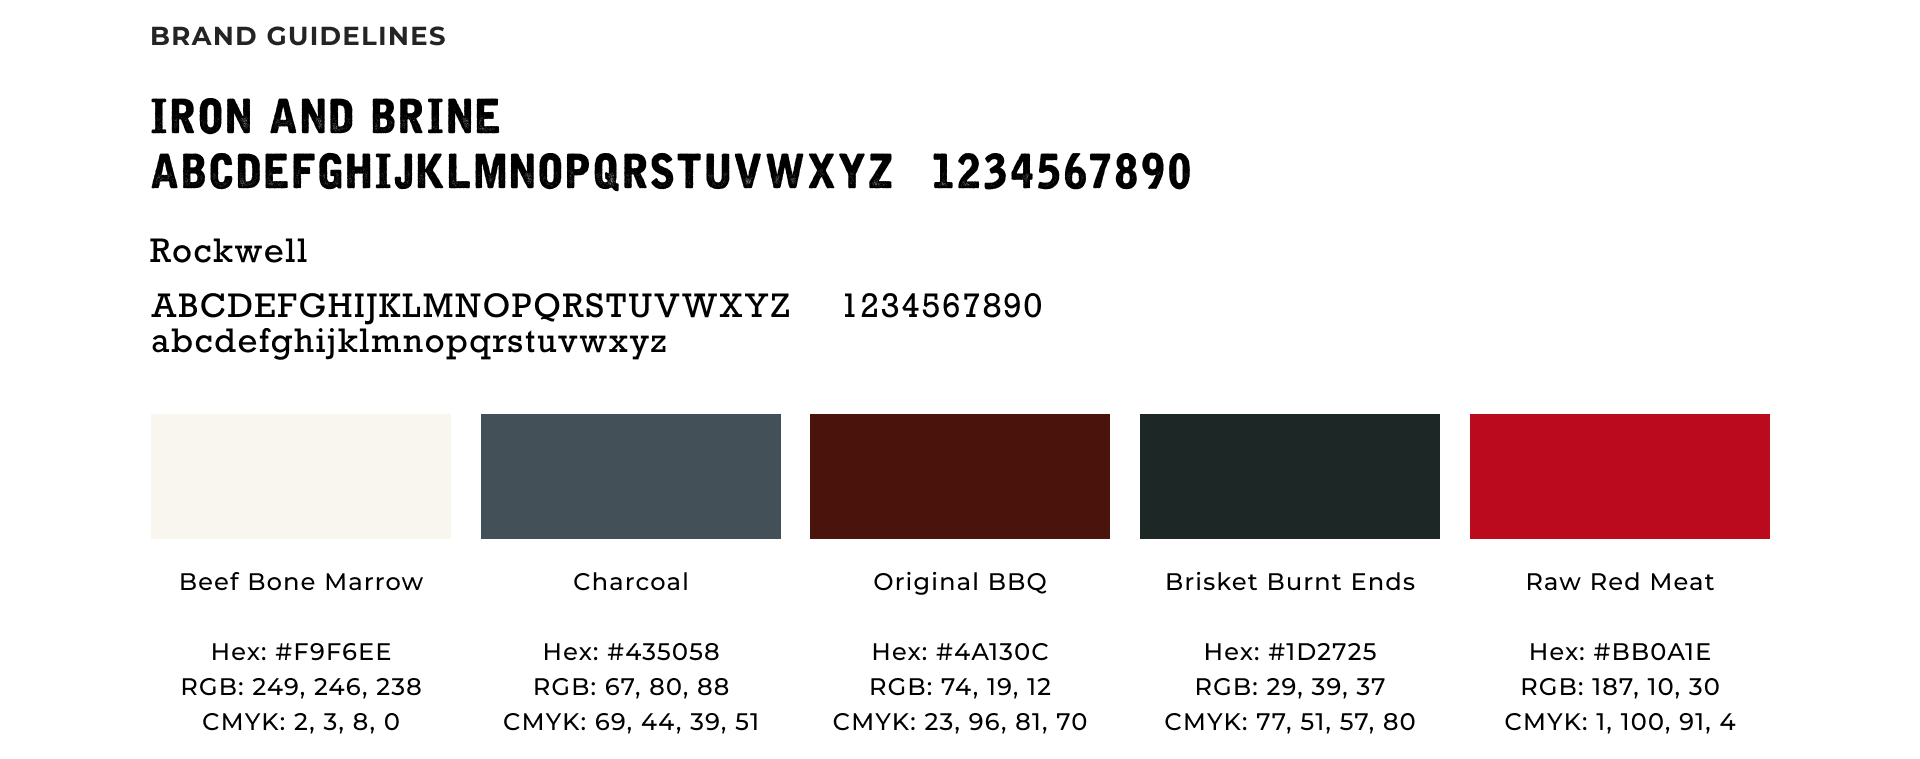 BRAND GUIDELINES
IRON AND BRINE
ABCDEFGHIJKLMNOPQRSTUVWXYZ 1234567890
Rockwell
ABCDEFGHIJKLMNOPQRSTUVWXYZ 1234567890
abcdefghijklmnopqrstuvwxyz
Beef Bone Marrow
Hex: #F9F6EE
RGB: 249, 246, 238
CMYK: 2, 3, 8, 0
Charcoal
Hex: #435058
RGB: 67, 80, 88
CMYK: 69, 44, 39, 51
Original BBQ
Hex: #4A130C
RGB: 74, 19, 12
CMYK: 23, 96, 81, 70
Brisket Burnt Ends
Hex: #1D2725
RGB: 29, 39, 37
CMYK: 77, 51, 57, 80
Raw Red Meat
Hex: #BB0A1E
RGB: 187, 10, 30
CMYK: 1, 100, 91, 4